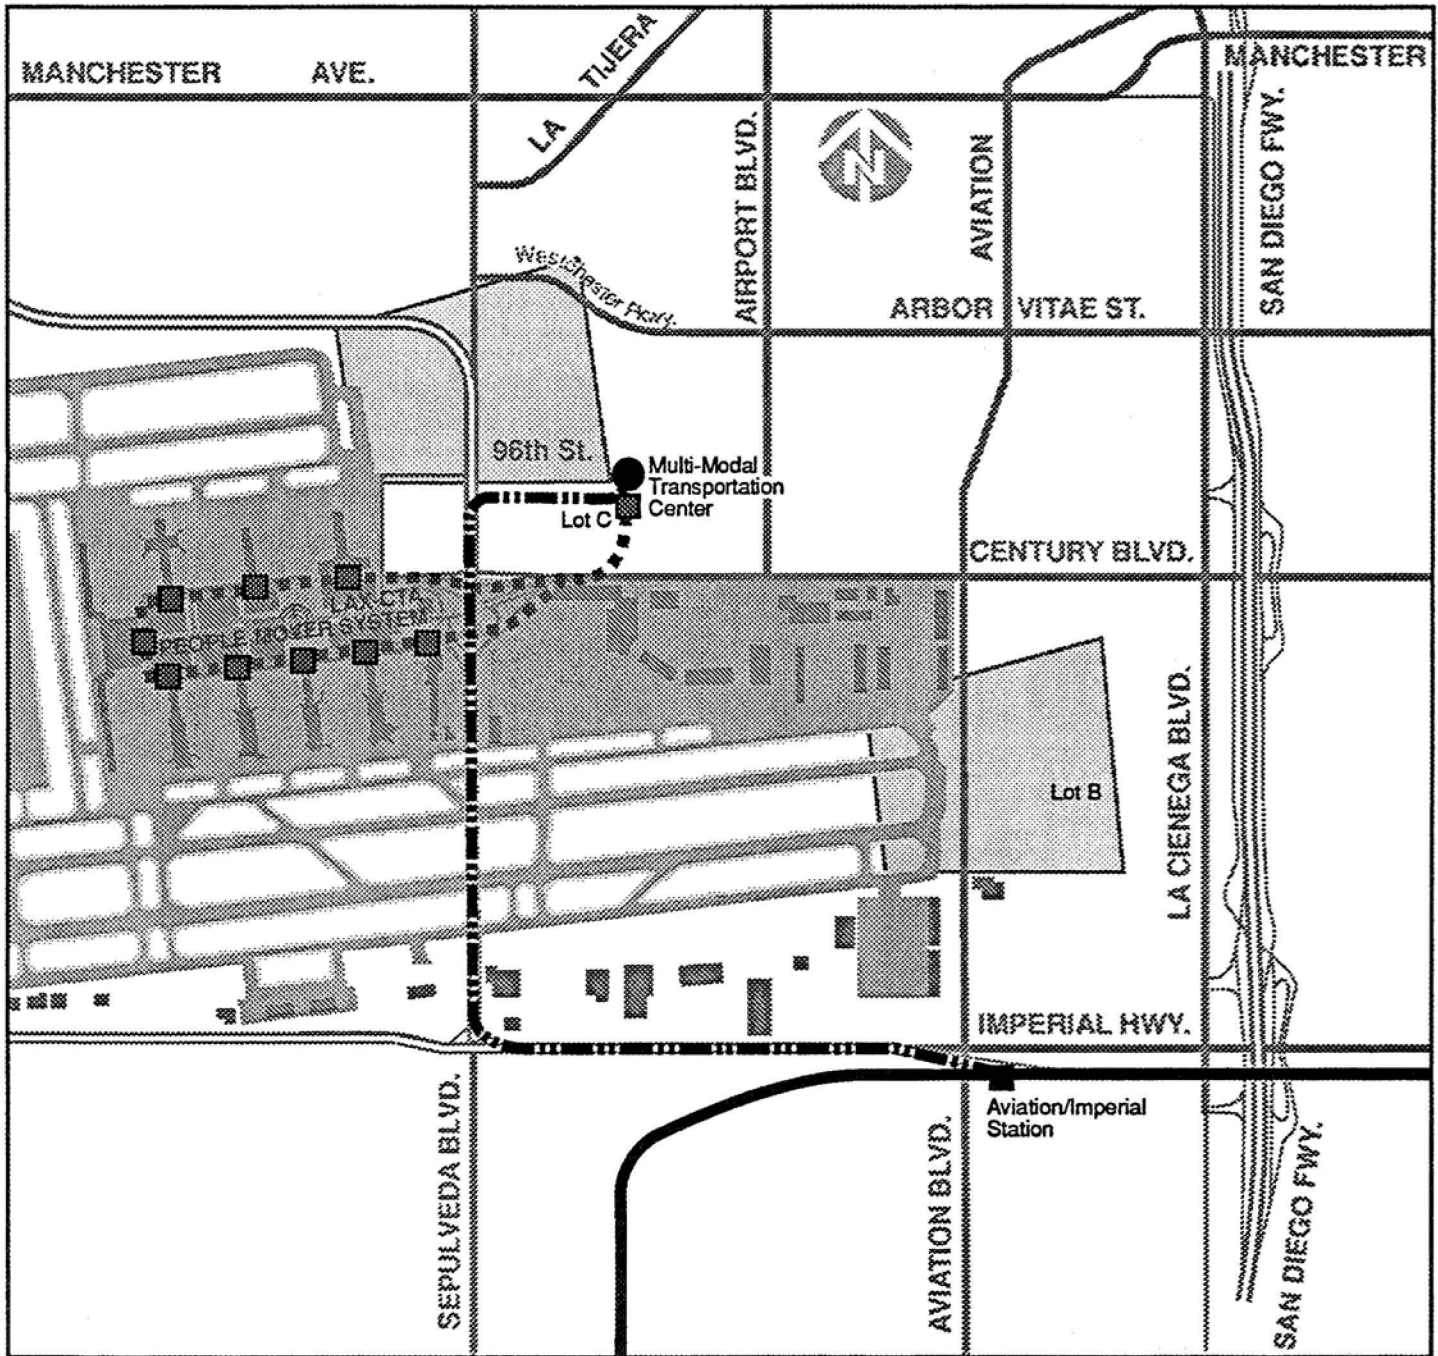 MANCHESTER AVE.
LA TIJERA
MANCHESTER
AIRPORT BLVD.
N
AVIATION
SAN DIEGO FWY.
Westchester Pkwy.
ARBOR VITAE ST.
96th St.
Multi-Modal
Transportation
Center
Lot C
CENTURY BLVD.
LAX-CTA
PEOPLE MOVER SYSTEM
LA CIENEGA BLVD.
Lot B
IMPERIAL HWY.
SEPULVEDA BLVD.
Aviation/Imperial
Station
AVIATION BLVD.
SAN DIEGO FWY.